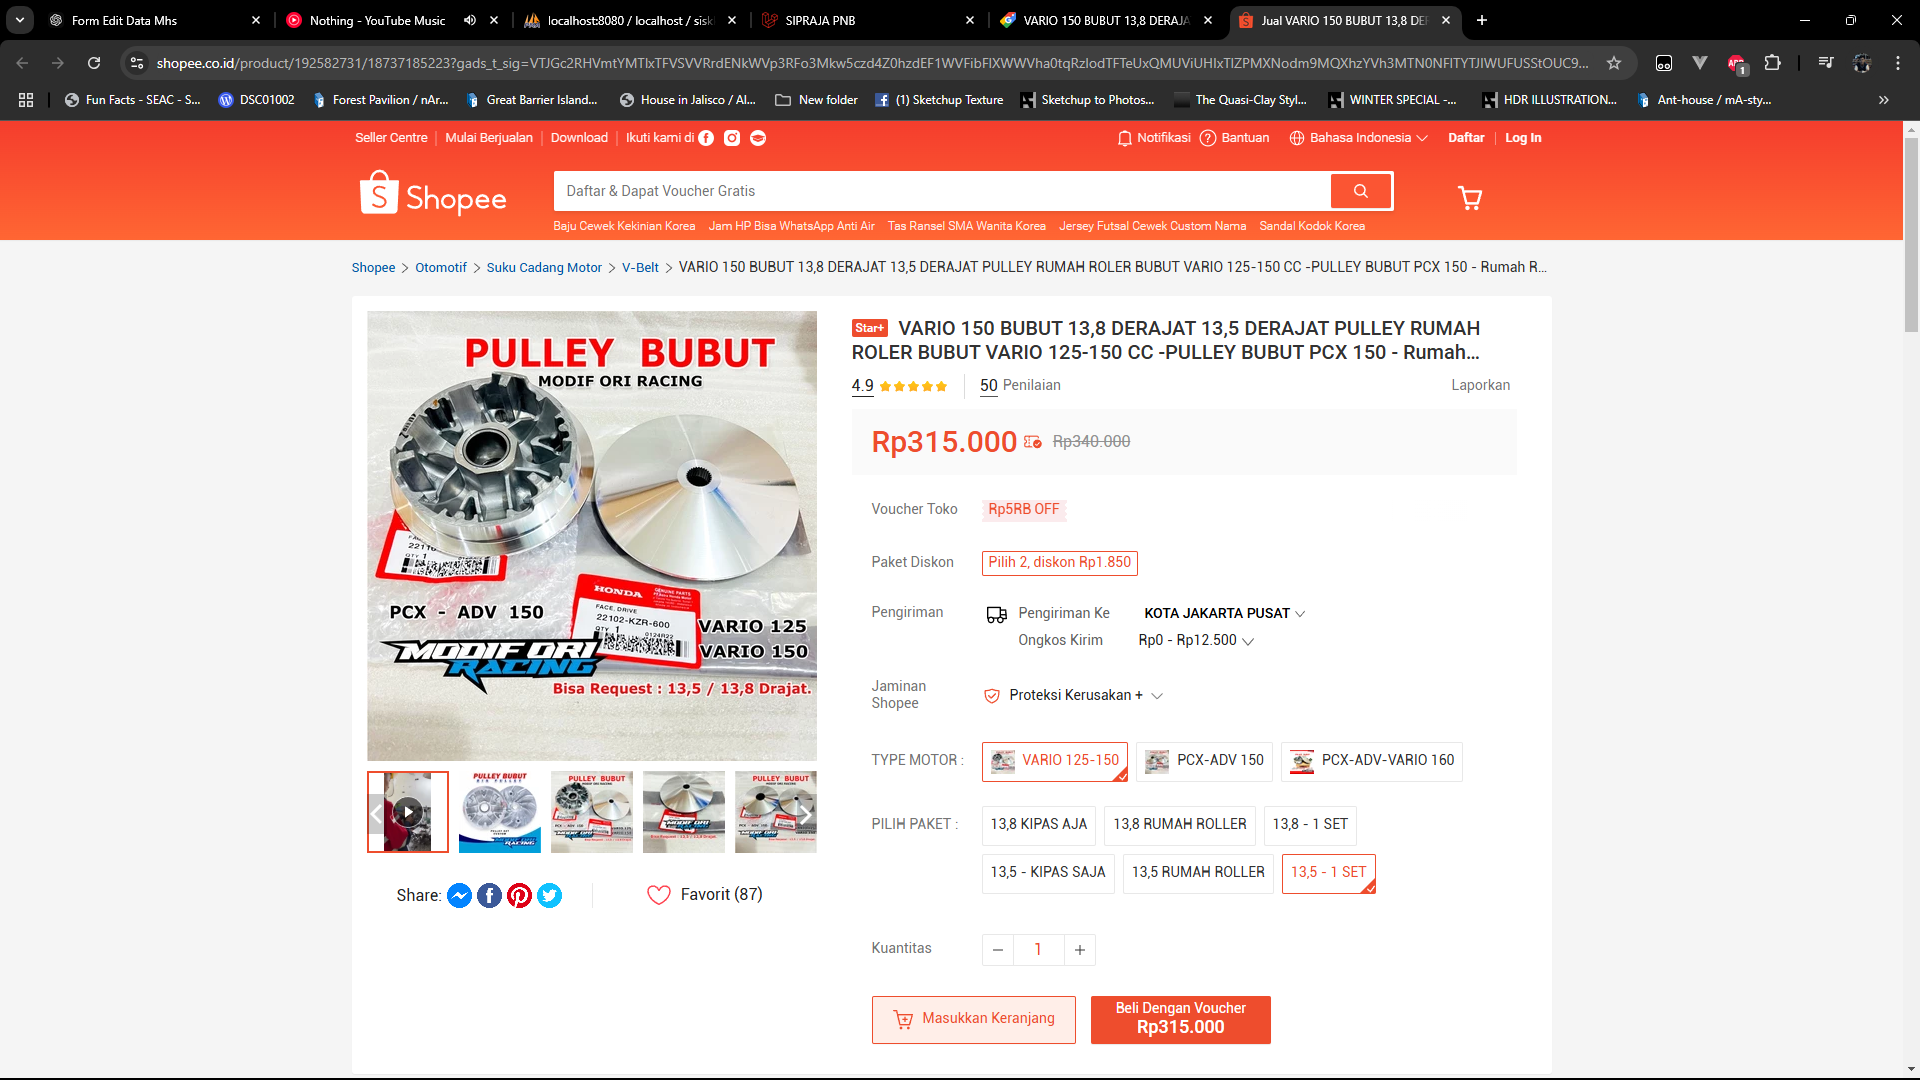 Form Edit Data Mhs
Nothing - YouTube Music
localhost:8080 / localhost / sisk
SIPRAJA PNB
VARIO 150 BUBUT 13,8 DERAJA
Jual VARIO 150 BUBUT 13,8 DE
shopee.co.id/product/192582731/18737185223?gads_t_sig=
Fun Facts - SEAC - S...
DSC01002
Forest Pavilion / nAr...
Great Barrier Island...
House in Jalisco / Al...
New folder
(1) Sketchup Texture
Sketchup to Photos...
The Quasi-Clay Styl...
WINTER SPECIAL -...
HDR ILLUSTRATION...
Ant-house / mA-sty...
Seller Centre
Mulai Berjualan
Download
Ikuti kami di
Notifikasi
Bantuan
Bahasa Indonesia
Daftar
Log In
Shopee
Daftar & Dapat Voucher Gratis
Baju Cewek Kekinian Korea
Jam HP Bisa WhatsApp Anti Air
Tas Ransel SMA Wanita Korea
Jersey Futsal Cewek Custom Nama
Sandal Kodok Korea
Shopee > Otomotif > Suku Cadang Motor > V-Belt > VARIO 150 BUBUT 13,8 DERAJAT 13,5 DERAJAT PULLEY RUMAH ROLER BUBUT VARIO 125-150 CC -PULLEY BUBUT PCX 150 - Rumah R...
PULLEY BUBUT
MODIF ORI RACING
HONDA
FACE, DRIVE
22102-KZR-600
QTY 1
PCX - ADV 150
VARIO 125
VARIO 150
MODIF ORI
RACING
Bisa Request : 13,5 / 13,8 Drajat.
Share:
Favorit (87)
Star+
VARIO 150 BUBUT 13,8 DERAJAT 13,5 DERAJAT PULLEY RUMAH
ROLER BUBUT VARIO 125-150 CC -PULLEY BUBUT PCX 150 - Rumah...
4.9
50 Penilaian
Laporkan
Rp315.000
Rp340.000
Voucher Toko
Rp5RB OFF
Paket Diskon
Pilih 2, diskon Rp1.850
Pengiriman
Pengiriman Ke
KOTA JAKARTA PUSAT
Ongkos Kirim
Rp0 - Rp12.500
Jaminan
Shopee
Proteksi Kerusakan +
TYPE MOTOR :
VARIO 125-150
PCX-ADV 150
PCX-ADV-VARIO 160
PILIH PAKET :
13,8 KIPAS AJA
13,8 RUMAH ROLLER
13,8 - 1 SET
13,5 - KIPAS SAJA
13,5 RUMAH ROLLER
13,5 - 1 SET
Kuantitas
1
Masukkan Keranjang
Beli Dengan Voucher
Rp315.000